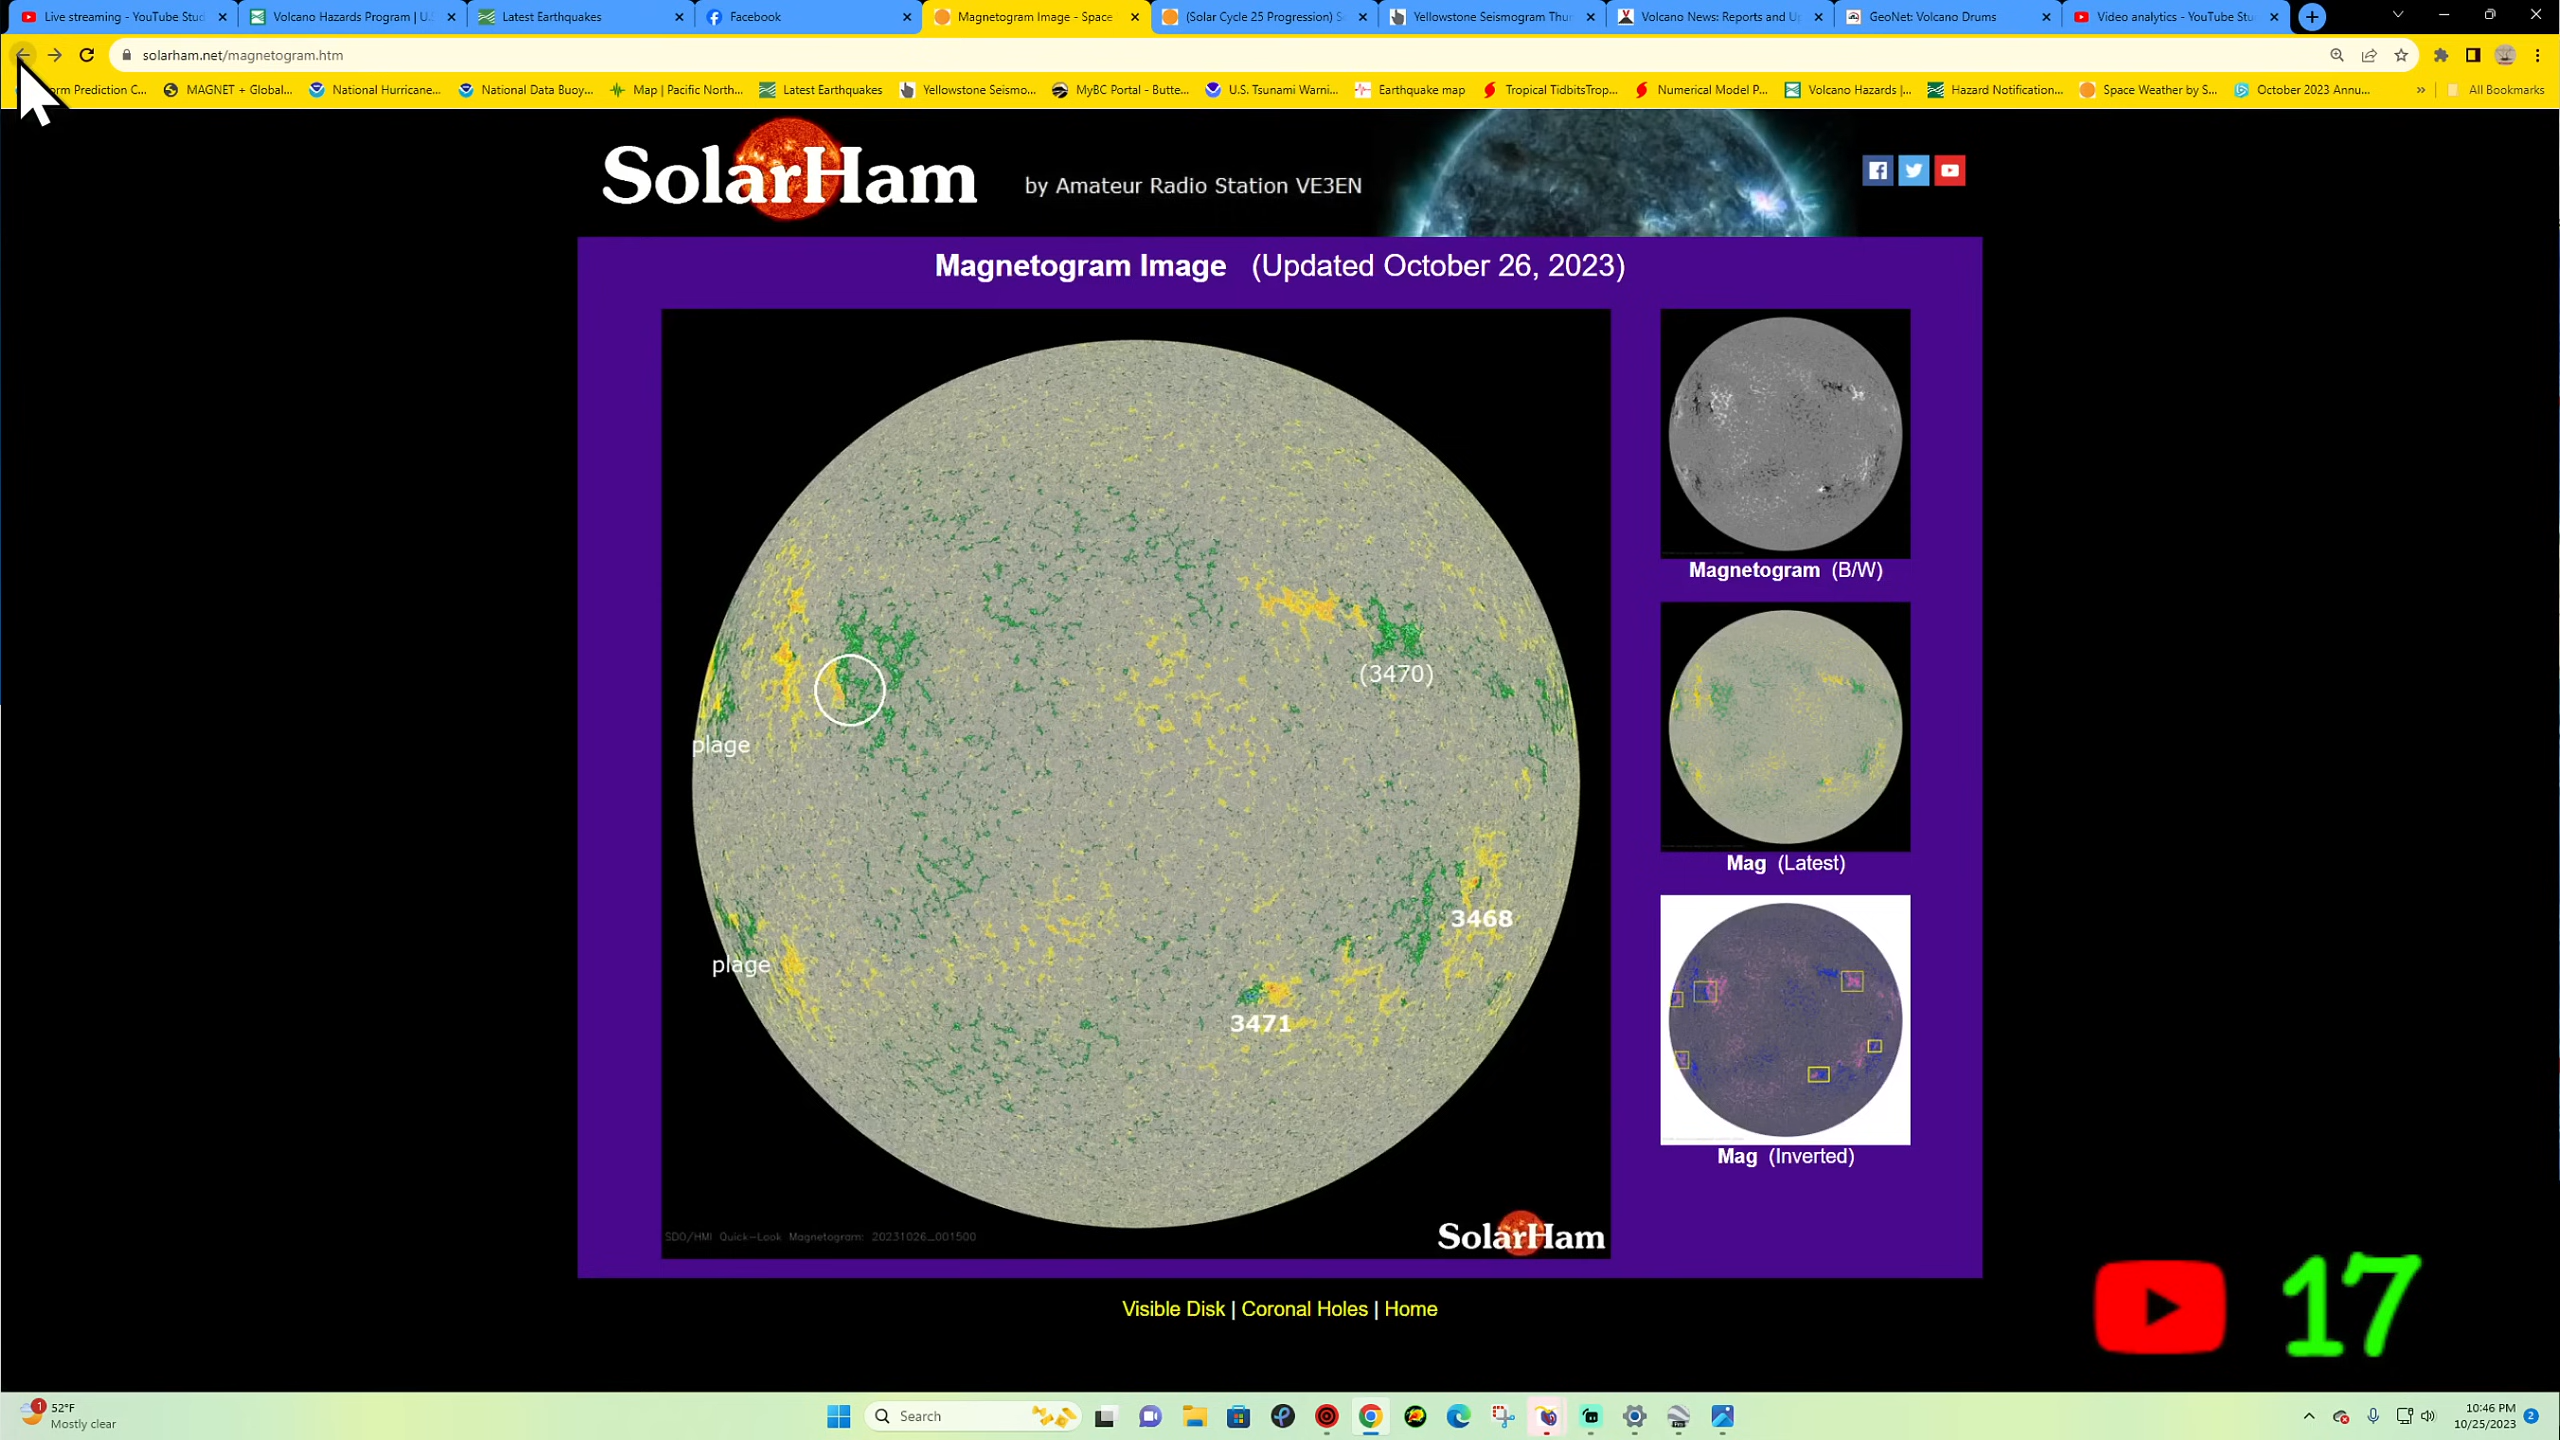 Live streaming - YouTube Stud
Volcano Hazards Program | U.
Latest Earthquakes
Facebook
Magnetogram Image - Space
(Solar Cycle 25 Progression) S
Yellowstone Seismogram Thu
Volcano News: Reports and Up
GeoNet: Volcano Drums
Video analytics - YouTube Stu
solarham.net/magnetogram.htm
orm Prediction C...
MAGNET + Global...
National Hurricane...
National Data Buoy...
Map | Pacific North...
Latest Earthquakes
Yellowstone Seismo...
MyBC Portal - Butte...
U.S. Tsunami Warni...
Earthquake map
Tropical TidbitsTrop...
Numerical Model P...
Volcano Hazards |...
Hazard Notification...
Space Weather by S...
October 2023 Annu...
»
All Bookmarks
SolarHam
by Amateur Radio Station VE3EN
Magnetogram Image (Updated October 26, 2023)
(3470)
plage
3468
plage
3471
SDO/HMI Quick-Look Magnetogram: 20231026_001500
SolarHam
Magnetogram (B/W)
Mag (Latest)
Mag (Inverted)
Visible Disk | Coronal Holes | Home
17
1
52°F
Mostly clear
Search
10:46 PM
10/25/2023
2